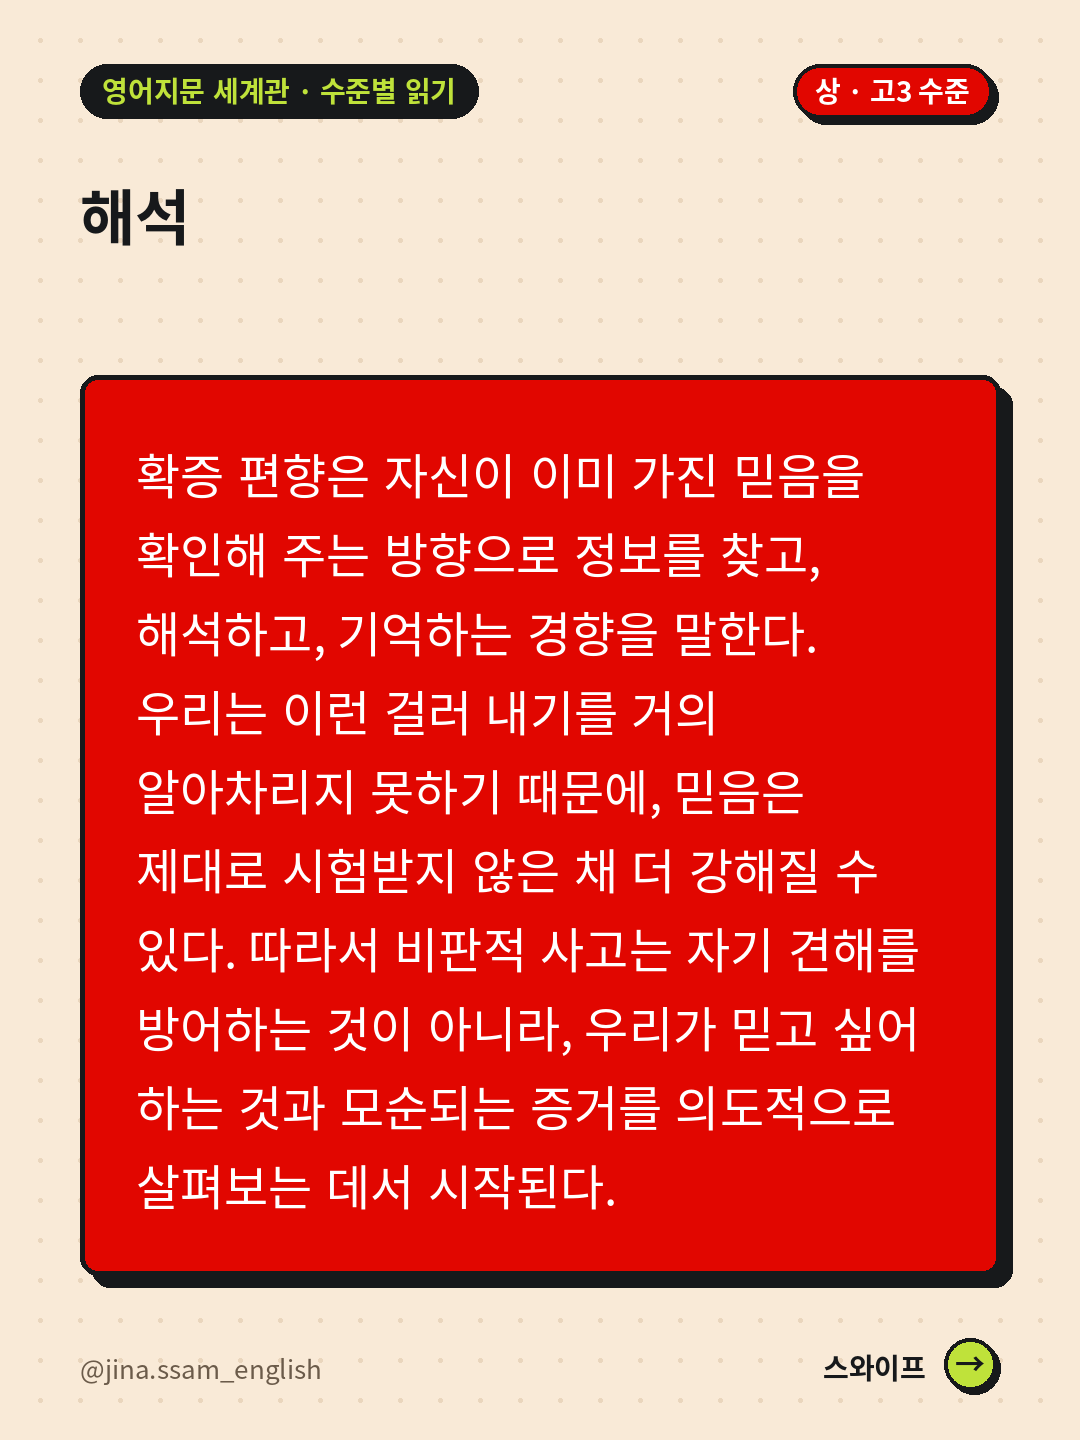 영어지문 세계관 · 수준별 읽기
상 · 고3 수준
해석
확증 편향은 자신이 이미 가진 믿음을
확인해 주는 방향으로 정보를 찾고,
해석하고, 기억하는 경향을 말한다.
우리는 이런 걸러 내기를 거의
알아차리지 못하기 때문에, 믿음은
제대로 시험받지 않은 채 더 강해질 수
있다. 따라서 비판적 사고는 자기 견해를
방어하는 것이 아니라, 우리가 믿고 싶어
하는 것과 모순되는 증거를 의도적으로
살펴보는 데서 시작된다.
@jina.ssam_english
스와이프 →